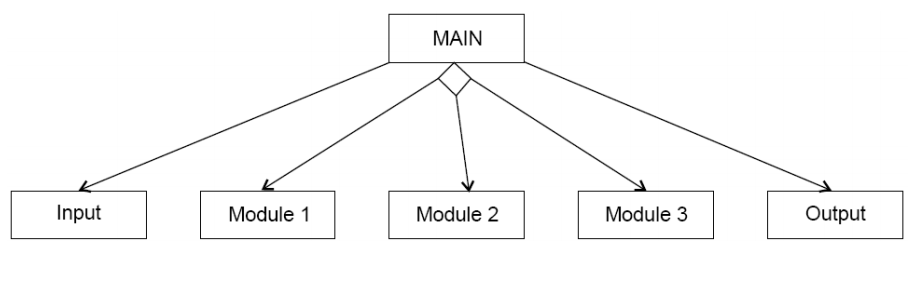 MAIN
Input
Module 1
Module 2
Module 3
Output